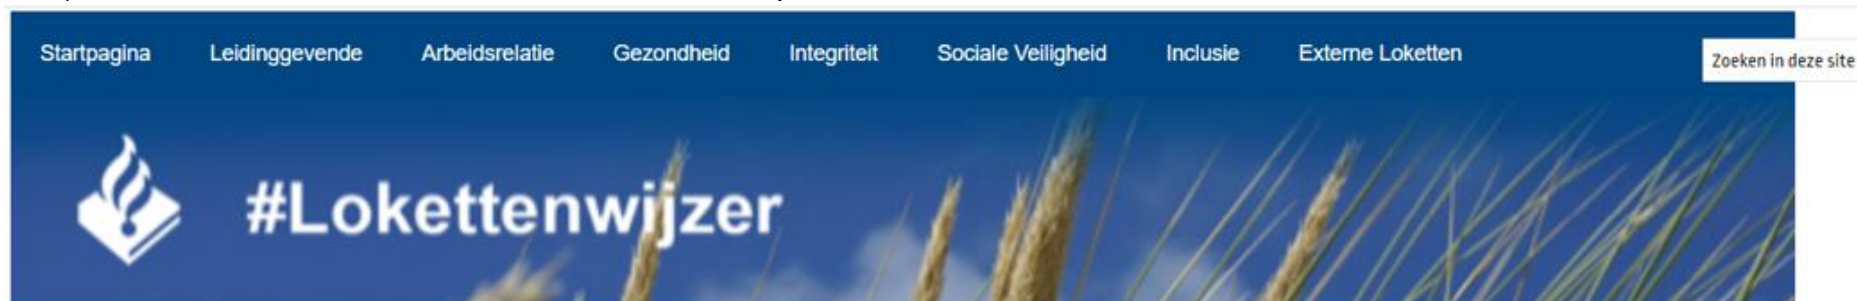 Startpagina Leidinggevende Arbeidsrelatie Gezondheid Integriteit Sociale Veiligheid Inclusie Externe Loketten Zoeken in deze site
#Lokettenwijzer